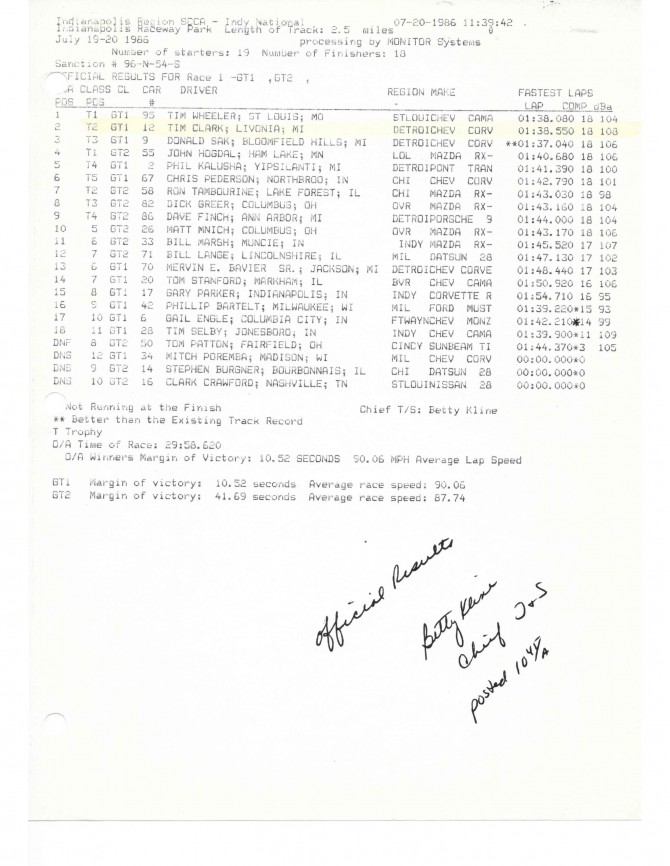 Indianapolis Region SCCA - Indy National 07-20-1986 11:39:42
Indianapolis Raceway Park Length of Track: 2.5 miles 0
July 19-20 1986 processing by MONITOR Systems
Number of starters: 19 Number of Finishers: 18
Sanction # 96-N-54-S
OFFICIAL RESULTS FOR Race 1 -GT1 ,GT2 ,
OA CLASS CL CAR DRIVER REGION MAKE FASTEST LAPS
POS POS # - LAP COMP dBa
1 T1 GT1 95 TIM WHEELER; ST LOUIS; MO STLOUICHEV CAMA 01:38.080 18 104
2 T2 GT1 12 TIM CLARK; LIVONIA; MI DETROICHEV CORV 01:38.550 18 103
3 T3 GT1 9 DONALD SAK; BLOOMFIELD HILLS; MI DETROICHEV CORV **01:37.040 18 106
4 T1 GT2 55 JOHN HOGDAL; HAM LAKE; MN LOL MAZDA RX- 01:40.680 18 106
5 T4 GT1 2 PHIL KALUSHA; YIPSILANTI; MI DETROIPONT TRAN 01:41.390 18 100
6 T5 GT1 67 CHRIS PEDERSON; NORTHBROO; IN CHI CHEV CORV 01:42.790 18 101
7 T2 GT2 58 RON TAMBOURINE; LAKE FOREST; IL CHI MAZDA RX- 01:43.030 18 98
8 T3 GT2 82 DICK GREER; COLUMBUS; OH OVR MAZDA RX- 01:43.160 18 104
9 T4 GT2 86 DAVE FINCH; ANN ARBOR; MI DETROIPORSCHE 9 01:44.000 18 104
10 5 GT2 26 MATT MNICH; COLUMBUS; OH OVR MAZDA RX- 01:43.170 18 106
11 6 GT2 33 BILL MARSH; MUNCIE; IN INDY MAZDA RX- 01:45.520 17 107
12 7 GT2 71 BILL LANGE; LINCOLNSHIRE; IL MIL DATSUN 28 01:47.130 17 102
13 6 GT1 70 MERVIN E. BAVIER SR.; JACKSON; MI DETROICHEV CORVE 01:48.440 17 103
14 7 GT1 20 TOM STANFORD; MARKHAM; IL BVR CHEV CAMA 01:50.920 16 106
15 8 GT1 17 GARY PARKER; INDIANAPOLIS; IN INDY CORVETTE R 01:54.710 16 95
16 9 GT1 42 PHILLIP BARTELT; MILWAUKEE; WI MIL FORD MUST 01:39.220*15 93
17 10 GT1 6 GAIL ENGLE; COLUMBIA CITY; IN FTWAYNCHEV MONZ 01:42.210*14 99
18 11 GT1 28 TIM SELBY; JONESBORO; IN INDY CHEV CAMA 01:39.900*11 109
DNF 8 GT2 50 TOM PATTON; FAIRFIELD; OH CINCY SUNBEAM TI 01:44.370*3 105
DNS 12 GT1 34 MITCH POREMBA; MADISON; WI MIL CHEV CORV 00:00.000*0
DNS 9 GT2 14 STEPHEN BURGNER; BOURBONNAIS; IL CHI DATSUN 28 00:00.000*0
DNS 10 GT2 16 CLARK CRAWFORD; NASHVILLE; TN STLOUINISSAN 28 00:00.000*0
Not Running at the Finish Chief T/S: Betty Kline
** Better than the Existing Track Record
T Trophy
O/A Time of Race: 29:58.620
O/A Winners Margin of Victory: 10.52 SECONDS 90.06 MPH Average Lap Speed
GT1 Margin of victory: 10.52 seconds Average race speed: 90.06
GT2 Margin of victory: 41.69 seconds Average race speed: 87.74
Official Results
Betty Kline
Chief T&S
posted